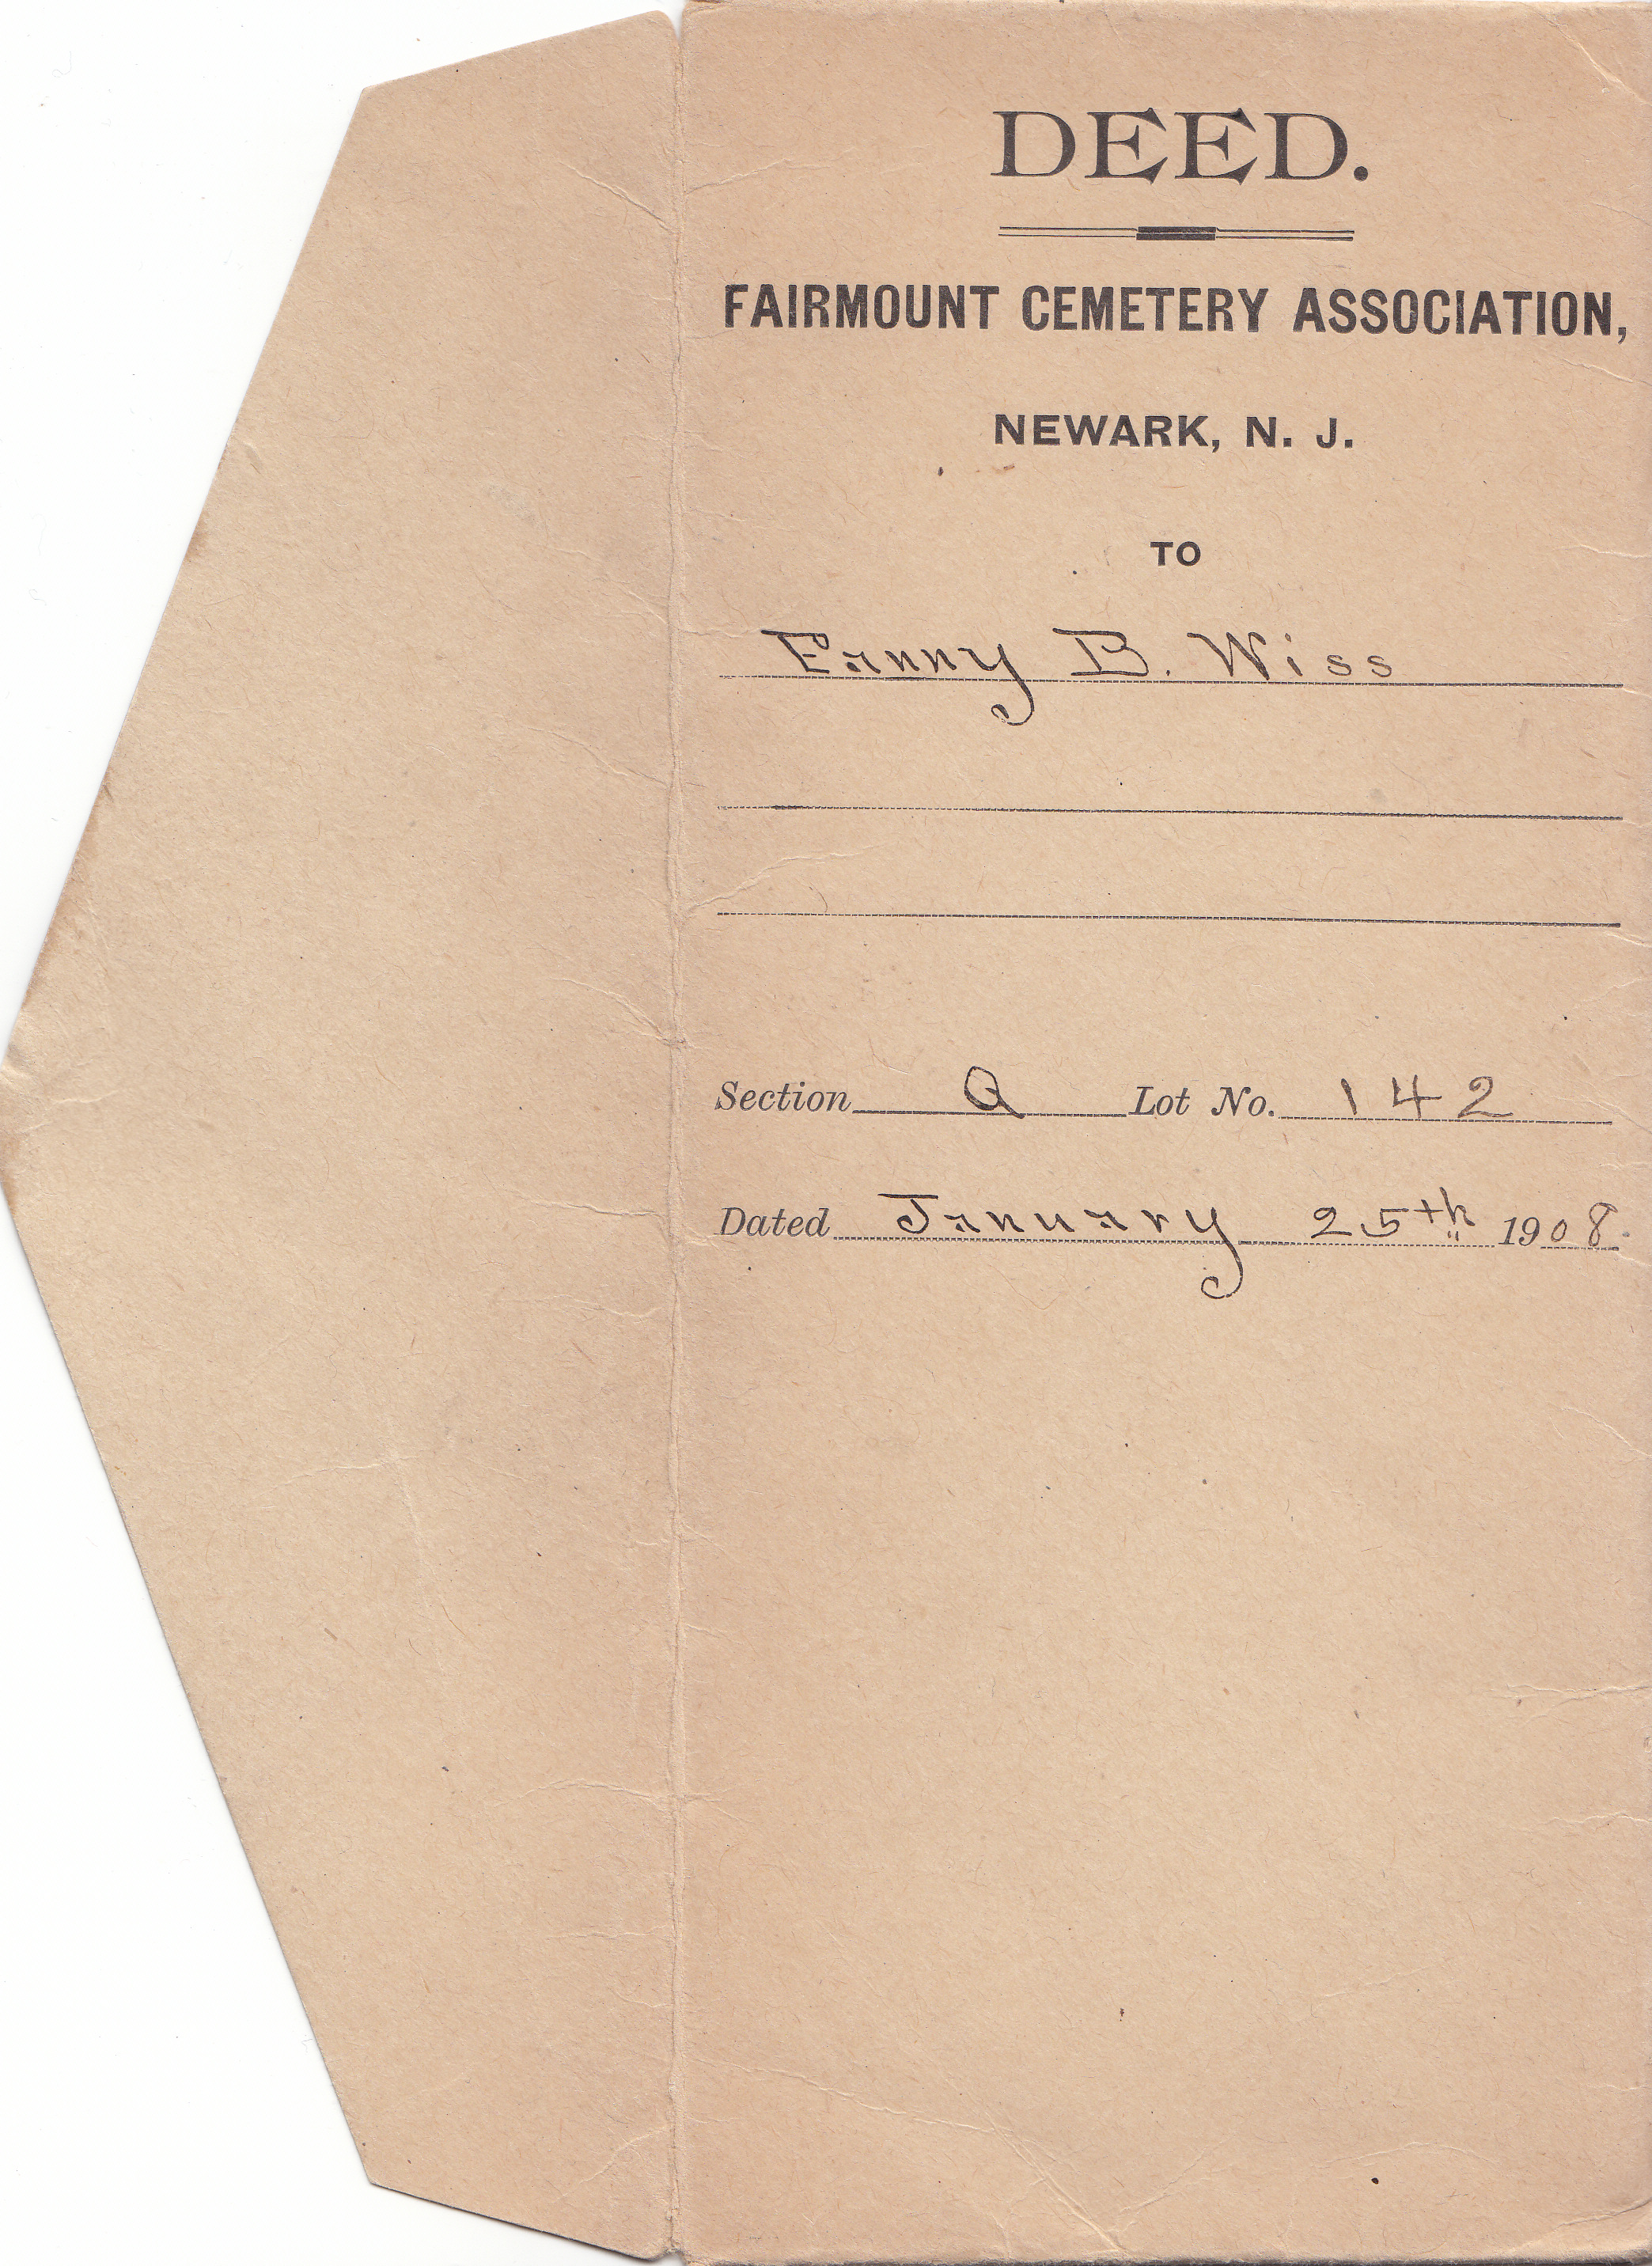 DEED.
FAIRMOUNT CEMETERY ASSOCIATION,
NEWARK, N. J.
TO
Fanny B. Wiss
Section Q Lot No. 142
Dated January 25th 1908.